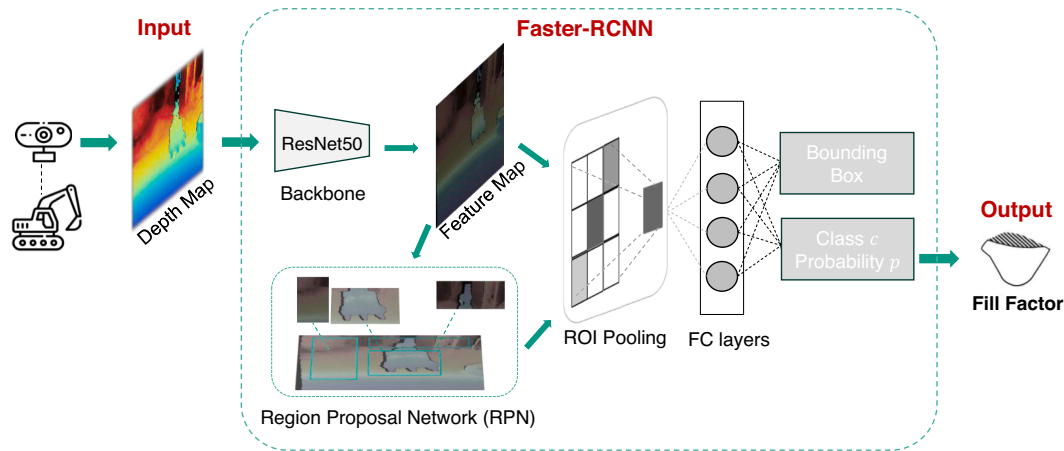 Input
Faster-RCNN
Depth Map
ResNet50
Backbone
Feature Map
Region Proposal Network (RPN)
ROI Pooling
FC layers
Bounding
Box
Class c
Probability p
Output
Fill Factor